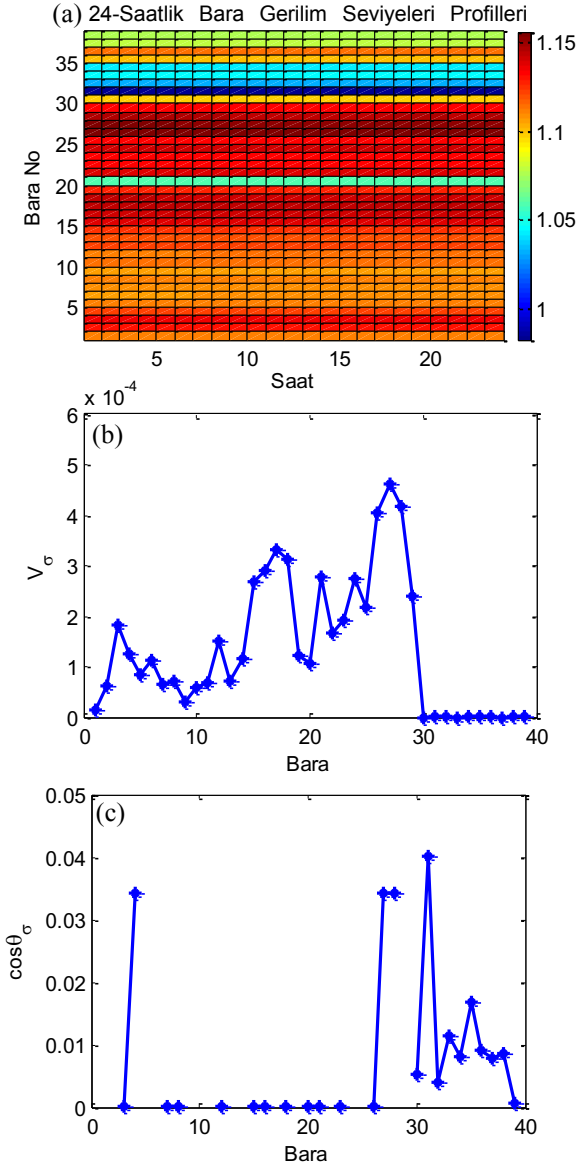 (a) 24-Saatlik Bara Gerilim Seviyeleri Profilleri
35
30
25
20
15
10
5
Bara No
5 10 15 20
Saat
1.15
1.1
1.05
1
x 10⁻⁴
(b)
6
5
4
3
2
1
0
V_σ
0 10 20 30 40
Bara
(c)
0.05
0.04
0.03
0.02
0.01
0
cosθ_σ
0 10 20 30 40
Bara